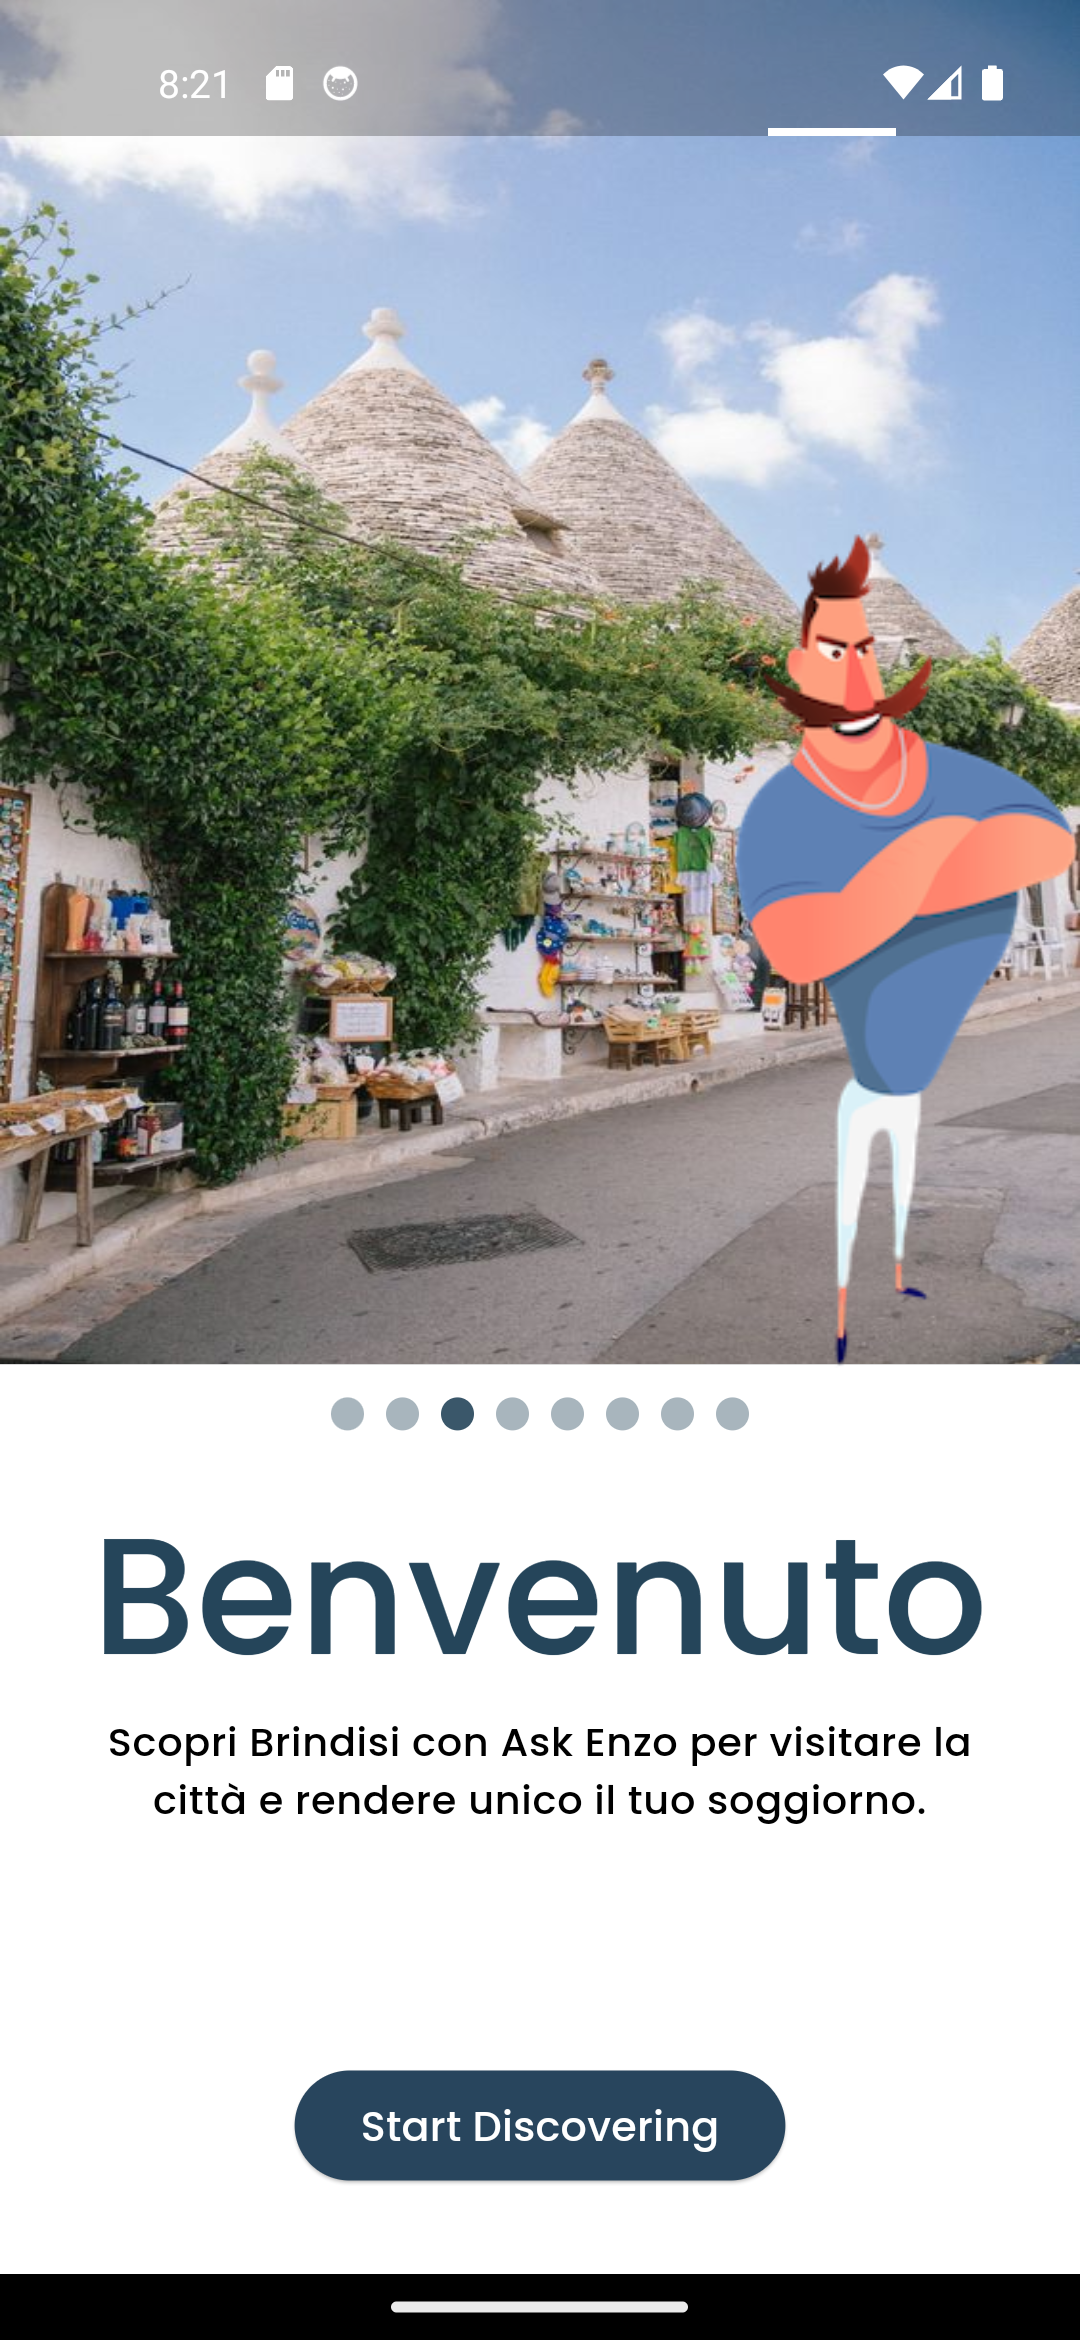 8:21
Benvenuto
Scopri Brindisi con Ask Enzo per visitare la
città e rendere unico il tuo soggiorno.
Start Discovering